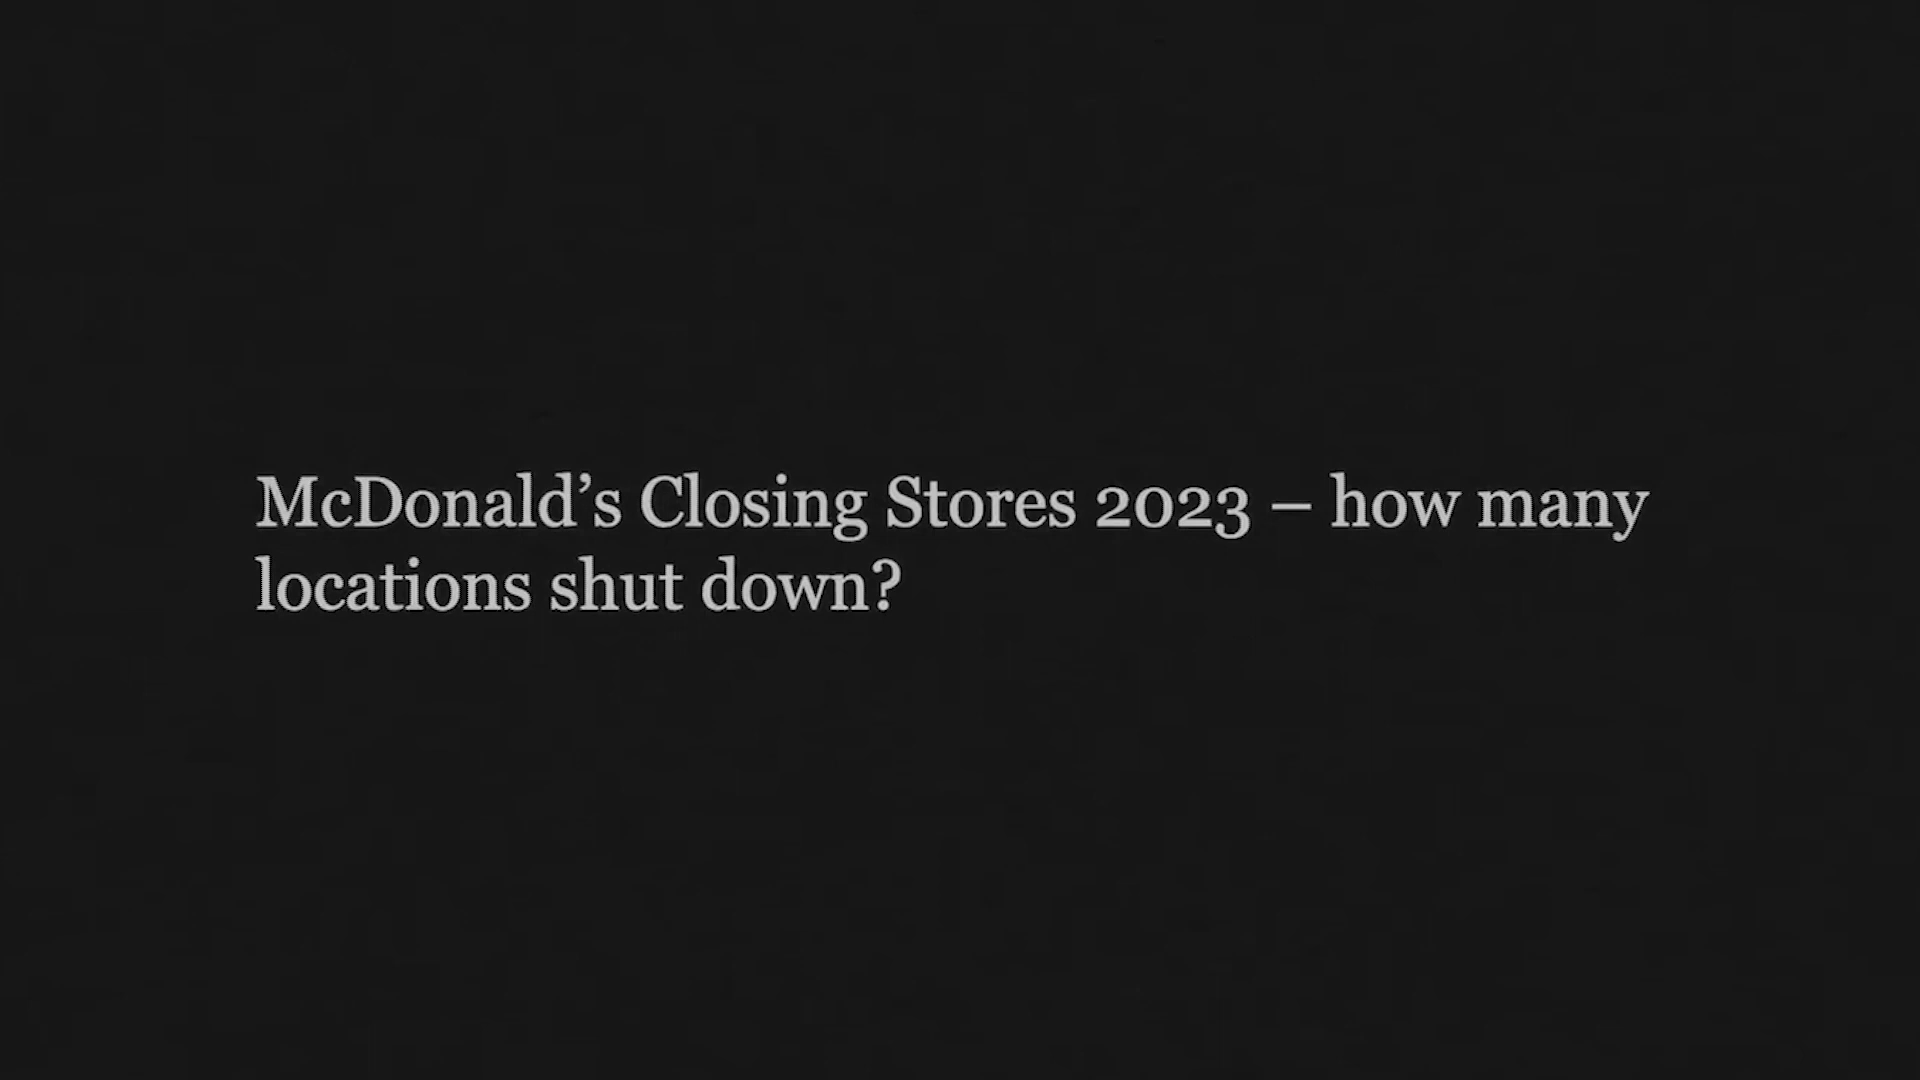 McDonald’s Closing Stores 2023 – how many
locations shut down?